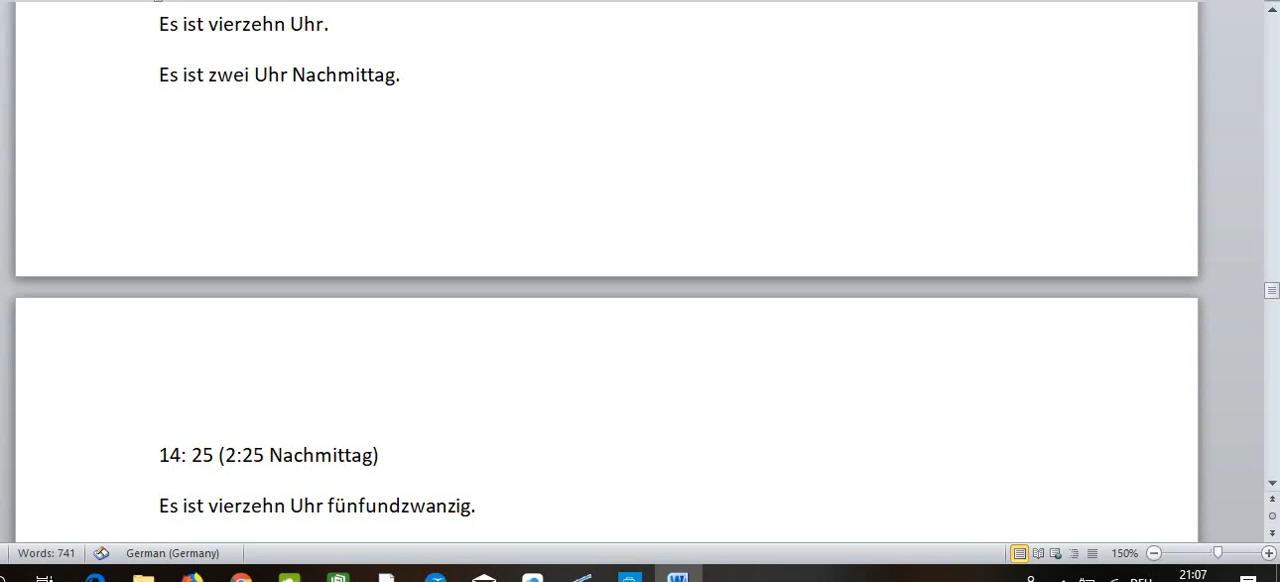 Es ist vierzehn Uhr.
Es ist zwei Uhr Nachmittag.
14: 25 (2:25 Nachmittag)
Es ist vierzehn Uhr fünfundzwanzig.
Words: 741 German (Germany) 150%
21:07